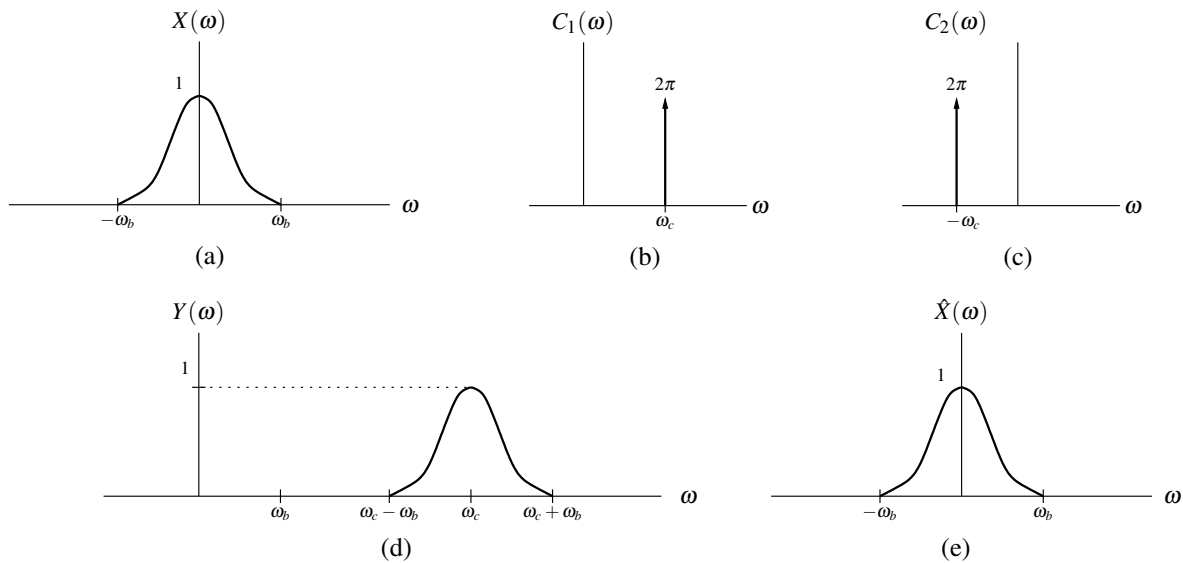 X(ω)
1
−ω_b
ω_b
ω
(a)
C_1(ω)
2π
ω_c
ω
(b)
C_2(ω)
2π
−ω_c
ω
(c)
Y(ω)
1
ω_b
ω_c − ω_b
ω_c
ω_c + ω_b
ω
(d)
X̂(ω)
1
−ω_b
ω_b
ω
(e)